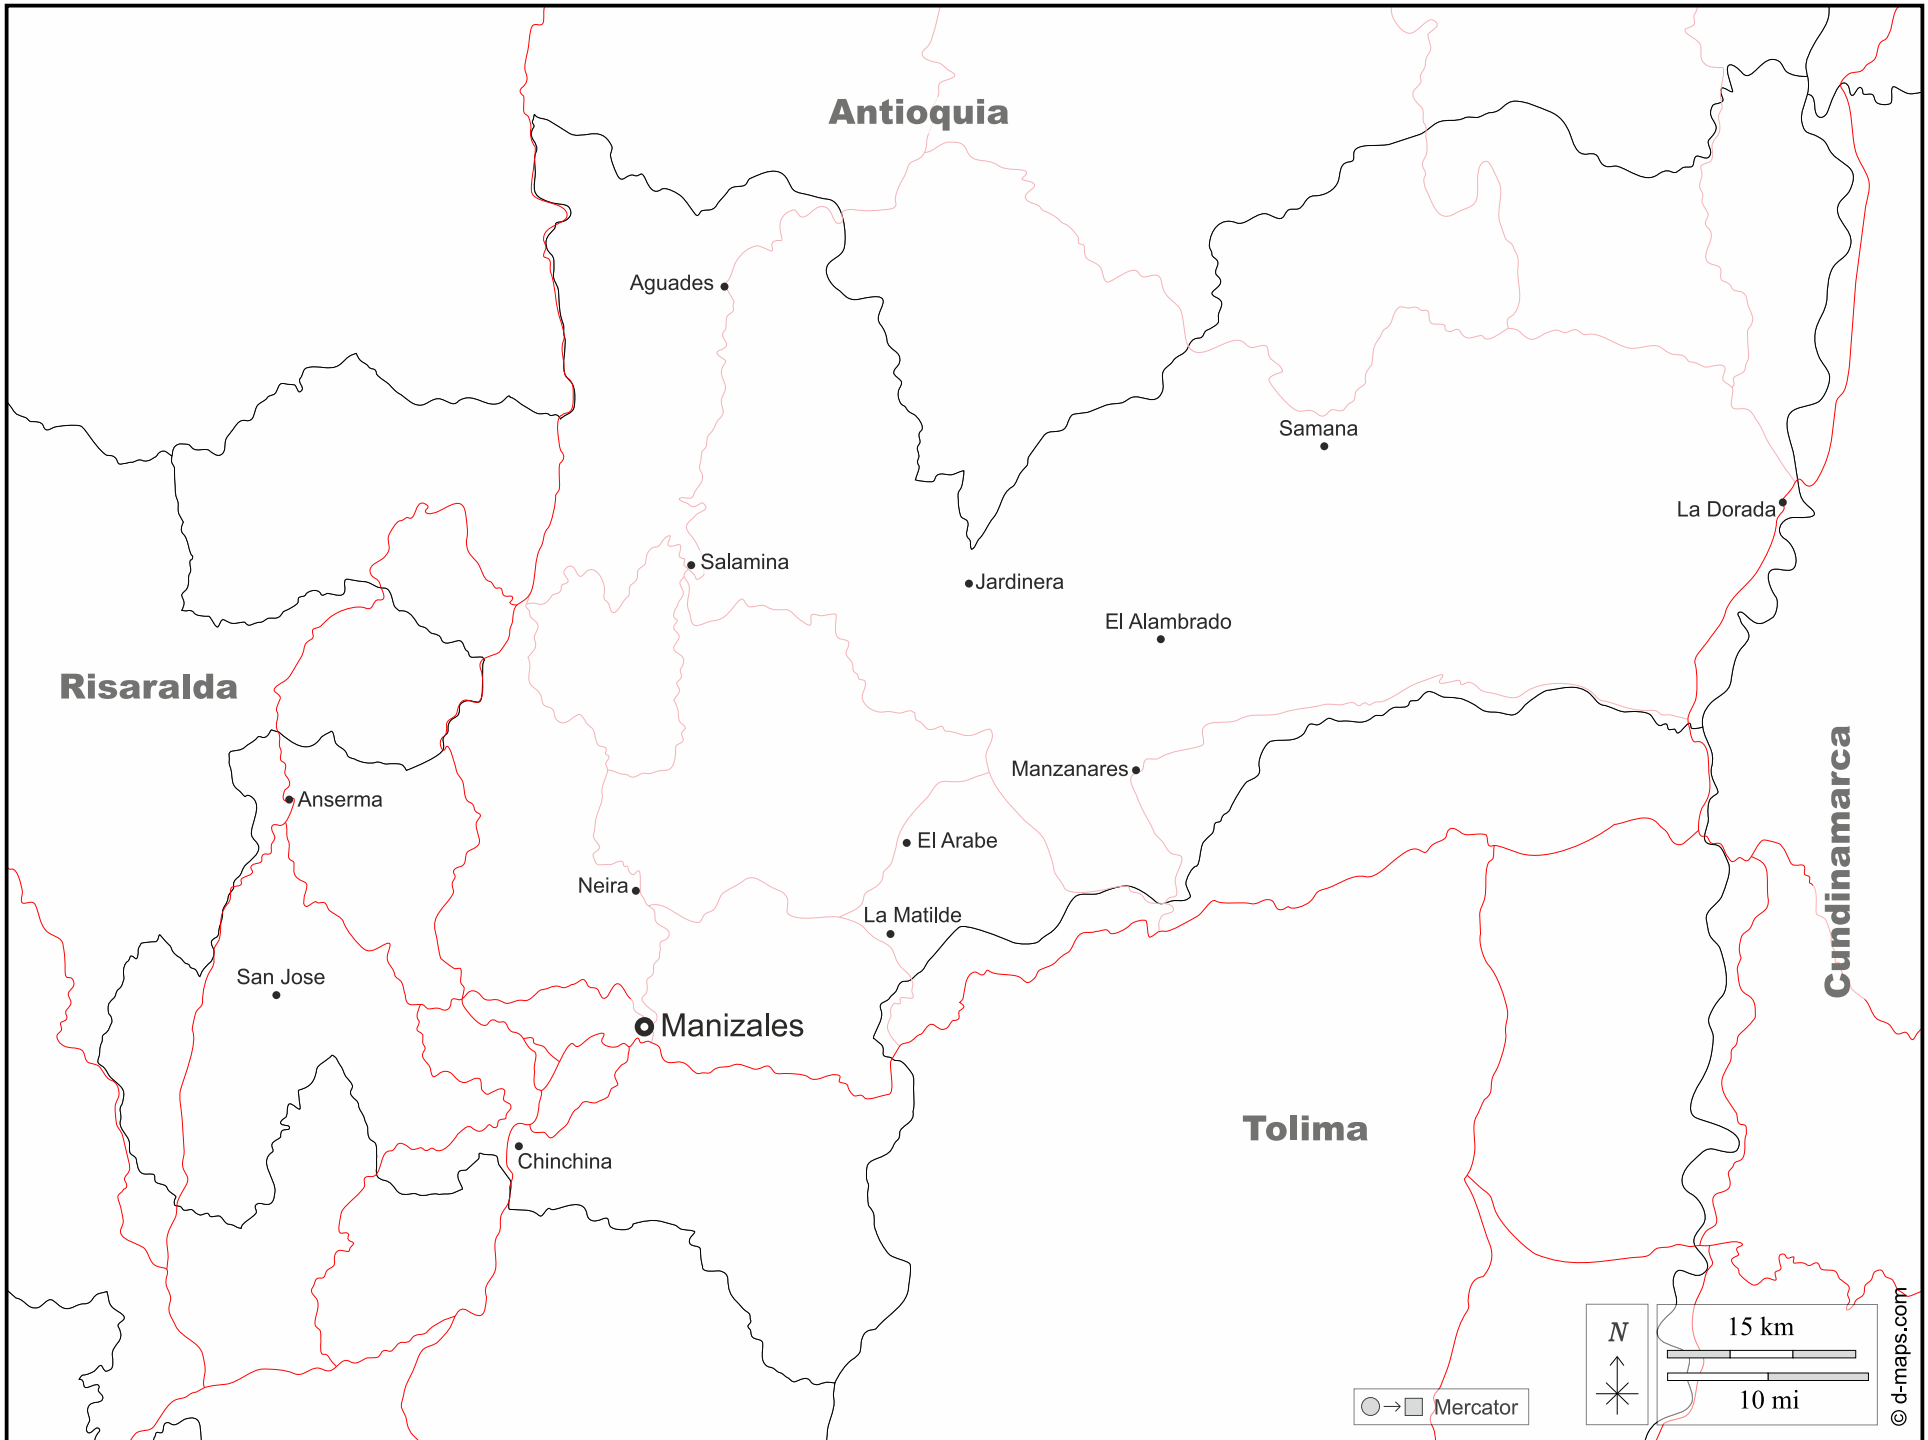 Antioquia
Aguades
Samana
La Dorada
Salamina
Jardinera
El Alambrado
Risaralda
Manzanares
Anserma
El Arabe
Neira
La Matilde
Cundinamarca
San Jose
Manizales
Tolima
Chinchina
N
15 km
10 mi
Mercator
© d-maps.com